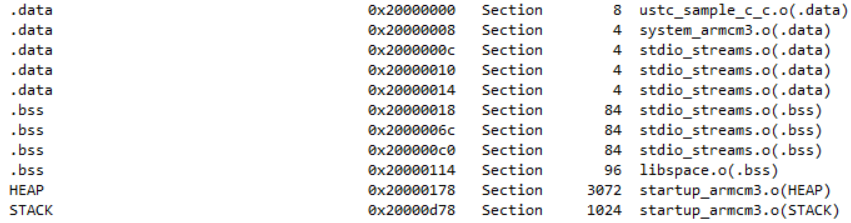 .data 0x20000000 Section 8 ustc_sample_c_c.o(.data)
.data 0x20000008 Section 4 system_armcm3.o(.data)
.data 0x2000000c Section 4 stdio_streams.o(.data)
.data 0x20000010 Section 4 stdio_streams.o(.data)
.data 0x20000014 Section 4 stdio_streams.o(.data)
.bss 0x20000018 Section 84 stdio_streams.o(.bss)
.bss 0x2000006c Section 84 stdio_streams.o(.bss)
.bss 0x200000c0 Section 84 stdio_streams.o(.bss)
.bss 0x20000114 Section 96 libspace.o(.bss)
HEAP 0x20000178 Section 3072 startup_armcm3.o(HEAP)
STACK 0x20000d78 Section 1024 startup_armcm3.o(STACK)